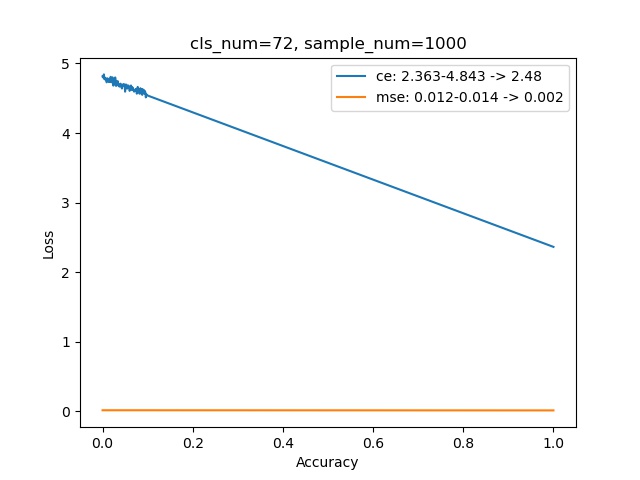 cls_num=72, sample_num=1000
ce: 2.363-4.843 -> 2.48
mse: 0.012-0.014 -> 0.002
Loss
5
4
3
2
1
0
0.0 0.2 0.4 0.6 0.8 1.0
Accuracy